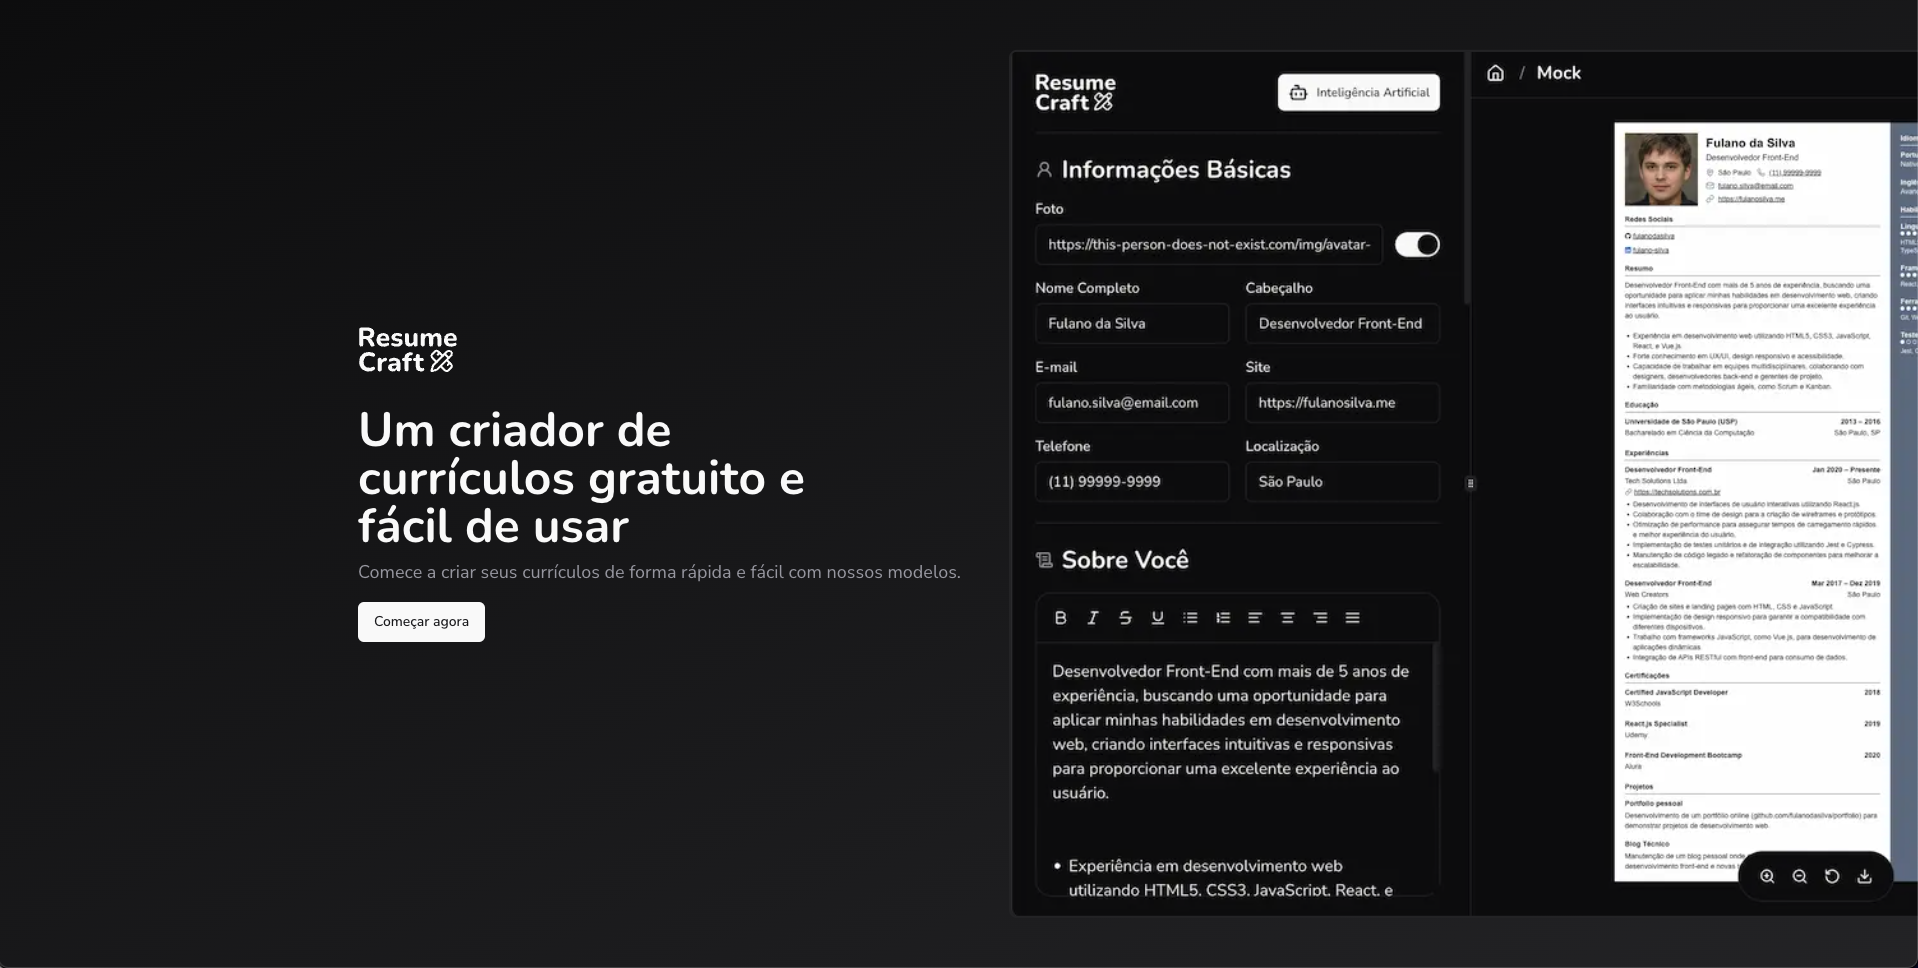 Resume
Craft
Um criador de
currículos gratuito e
fácil de usar
Comece a criar seus currículos de forma rápida e fácil com nossos modelos.
Começar agora
Resume
Craft
Inteligência Artificial
Informações Básicas
Foto
https://this-person-does-not-exist.com/img/avatar-
Nome Completo
Cabeçalho
Fulano da Silva
Desenvolvedor Front-End
E-mail
Site
fulano.silva@email.com
https://fulanosilva.me
Telefone
Localização
(11) 99999-9999
São Paulo
Sobre Você
B I S U
Desenvolvedor Front-End com mais de 5 anos de
experiência, buscando uma oportunidade para
aplicar minhas habilidades em desenvolvimento
web, criando interfaces intuitivas e responsivas
para proporcionar uma excelente experiência ao
usuário.
• Experiência em desenvolvimento web
utilizando HTML5, CSS3, JavaScript, React, e
/ Mock
Fulano da Silva
Desenvolvedor Front-End
São Paulo (11) 99999-9999
fulano.silva@email.com
https://fulanosilva.me
Redes Sociais
fulanodasilva
fulano-silva
Resumo
Desenvolvedor Front-End com mais de 5 anos de experiência, buscando uma
oportunidade para aplicar minhas habilidades em desenvolvimento web, criando
interfaces intuitivas e responsivas para proporcionar uma excelente experiência
ao usuário.
• Experiência em desenvolvimento web utilizando HTML5, CSS3, JavaScript,
React, e Vue.js.
• Forte conhecimento em UX/UI, design responsivo e acessibilidade.
• Capacidade de trabalhar em equipes multidisciplinares, colaborando com
designers, desenvolvedores back-end e gerentes de projeto.
• Familiaridade com metodologias ágeis, como Scrum e Kanban.
Educação
Universidade de São Paulo (USP) 2013 – 2016
Bacharelado em Ciência da Computação São Paulo, SP
Experiências
Desenvolvedor Front-End Jan 2020 – Presente
Tech Solutions Ltda São Paulo
https://techsolutions.com.br
• Desenvolvimento de interfaces de usuário interativas utilizando React.js.
• Colaboração com o time de design para a criação de wireframes e protótipos.
• Otimização de performance para assegurar tempos de carregamento rápidos
e melhor experiência do usuário.
• Implementação de testes unitários e de integração utilizando Jest e Cypress.
• Manutenção de código legado e refatoração de componentes para melhorar a
escalabilidade.
Desenvolvedor Front-End Mar 2017 – Dez 2019
Web Creators São Paulo
• Criação de sites e landing pages com HTML, CSS e JavaScript.
• Implementação de design responsivo para garantir a compatibilidade com
diferentes dispositivos.
• Trabalho com frameworks JavaScript, como Vue.js, para desenvolvimento de
aplicações dinâmicas.
• Integração de APIs RESTful com front-end para consumo de dados.
Certificações
Certified JavaScript Developer 2018
W3Schools
React.js Specialist 2019
Udemy
Front-End Development Bootcamp 2020
Alura
Projetos
Portfolio pessoal
Desenvolvimento de um portfólio online (github.com/fulanodasilva/portfolio) para
demonstrar projetos de desenvolvimento web.
Blog Técnico
Manutenção de um blog pessoal onde
desenvolvimento front-end e novas